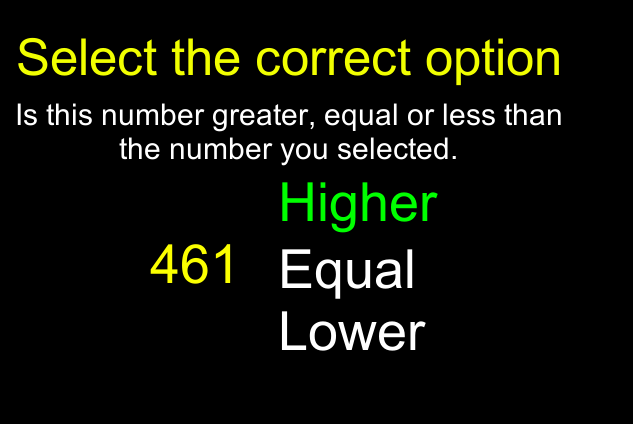 Select the correct option
Is this number greater, equal or less than
the number you selected.
Higher
461
Equal
Lower